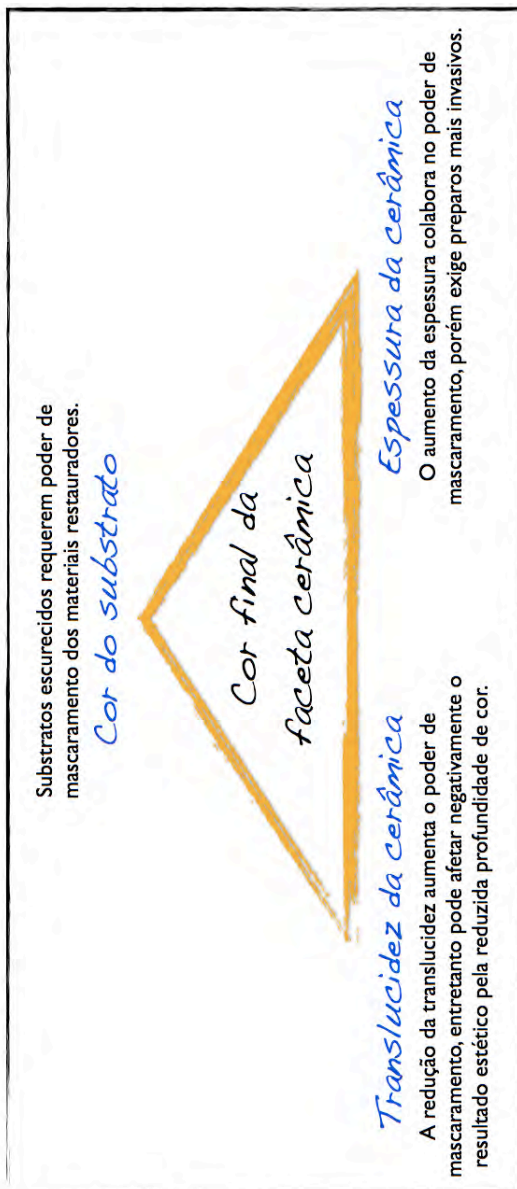 Substratos escurecidos requerem poder de
mascaramento dos materiais restauradores.
Cor do substrato
Cor final da
faceta cerâmica
Translucidez da cerâmica
A redução da translucidez aumenta o poder de
mascaramento, entretanto pode afetar negativamente o
resultado estético pela reduzida profundidade de cor.
Espessura da cerâmica
O aumento da espessura colabora no poder de
mascaramento, porém exige preparos mais invasivos.